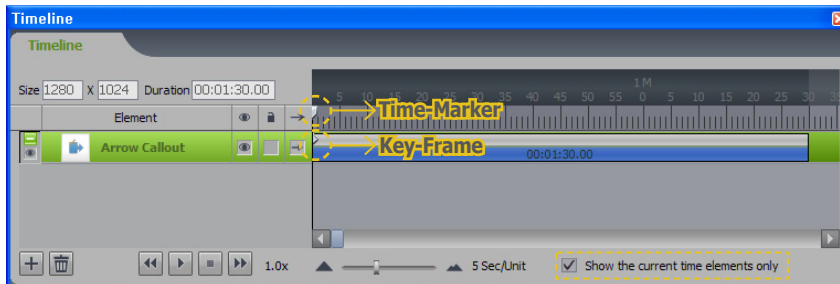 Timeline
Timeline
Size 1280 X 1024 Duration 00:01:30.00
1 M
5 10 15 20 25 30 35 40 45 50 55 0 5 10 15 20 25 30 35
Element
Time-Marker
Arrow Callout
Key-Frame
00:01:30.00
1.0x
5 Sec/Unit
Show the current time elements only